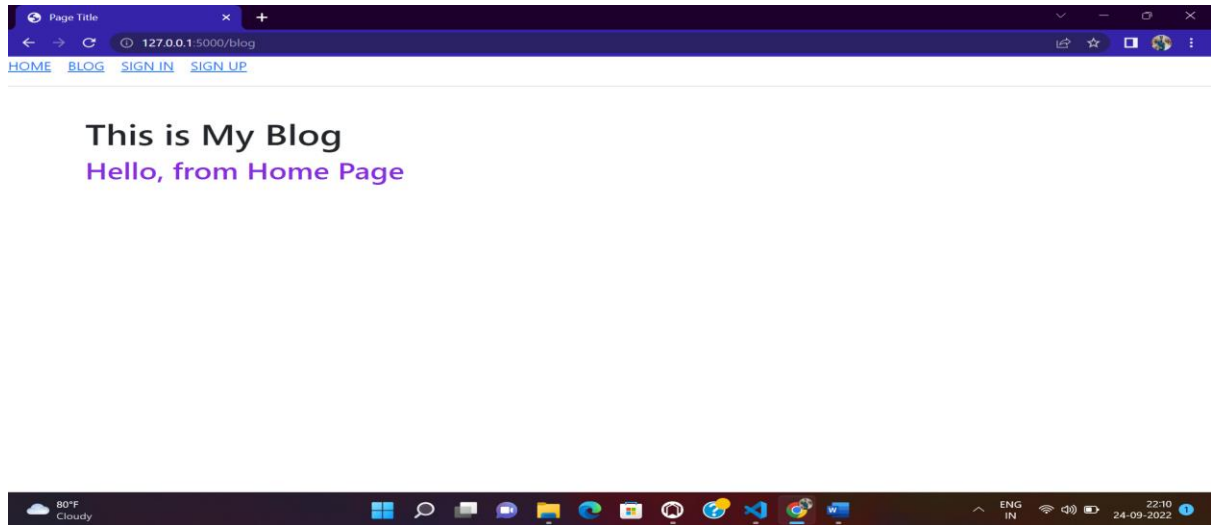 Page Title
127.0.0.1:5000/blog
HOME BLOG SIGN IN SIGN UP
This is My Blog
Hello, from Home Page
80°F
Cloudy
ENG
IN
22:10
24-09-2022
1